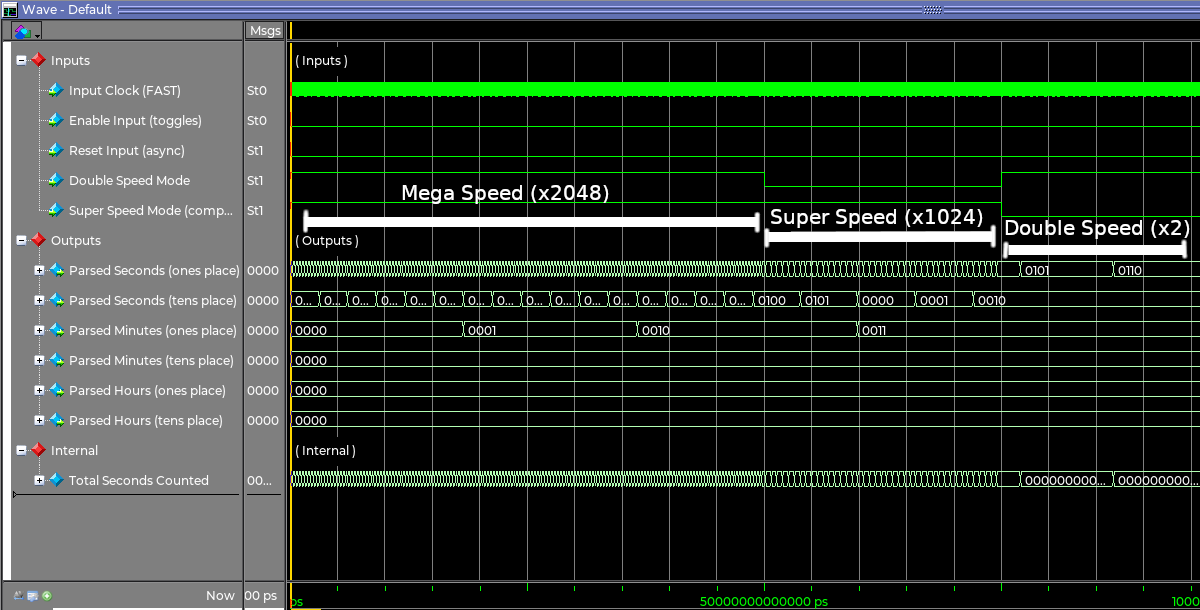 Wave - Default
Msgs
Inputs
( Inputs )
Input Clock (FAST) St0
Enable Input (toggles) St0
Reset Input (async) St1
Double Speed Mode St1
Mega Speed (x2048)
Super Speed (comp... St1
Super Speed (x1024)
Double Speed (x2)
Outputs
( Outputs )
Parsed Seconds (ones place) 0000 0101 0110
Parsed Seconds (tens place) 0000 0... 0... 0... 0... 0... 0... 0... 0... 0... 0... 0... 0... 0... 0... 0... 0... 0100 0101 0000 0001 0010
Parsed Minutes (ones place) 0000 0000 0001 0010 0011
Parsed Minutes (tens place) 0000 0000
Parsed Hours (ones place) 0000 0000
Parsed Hours (tens place) 0000 0000
Internal
( Internal )
Total Seconds Counted 00... 000000000... 000000000...
Now 00 ps ps 50000000000000 ps 1000